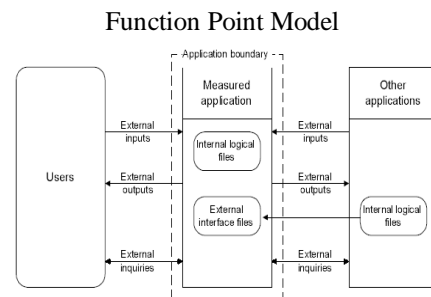 Function Point Model
Application boundary
Measured
application
Other
applications
External
inputs
External
inputs
Internal logical
files
Users
External
outputs
External
outputs
External
interface files
Internal logical
files
External
inquiries
External
inquiries